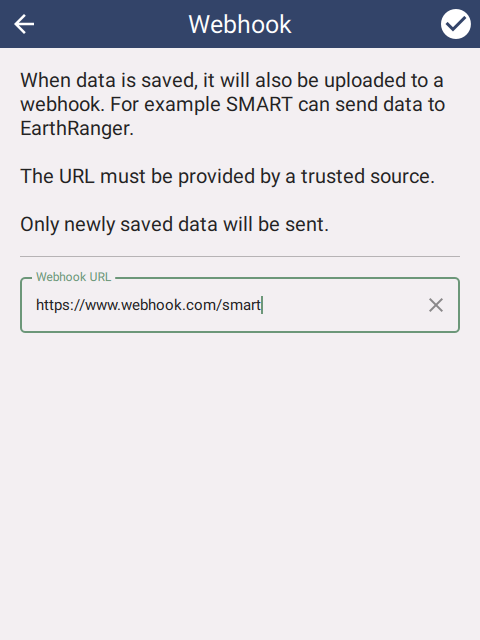 Webhook
When data is saved, it will also be uploaded to a
webhook. For example SMART can send data to
EarthRanger.
The URL must be provided by a trusted source.
Only newly saved data will be sent.
Webhook URL
https://www.webhook.com/smart